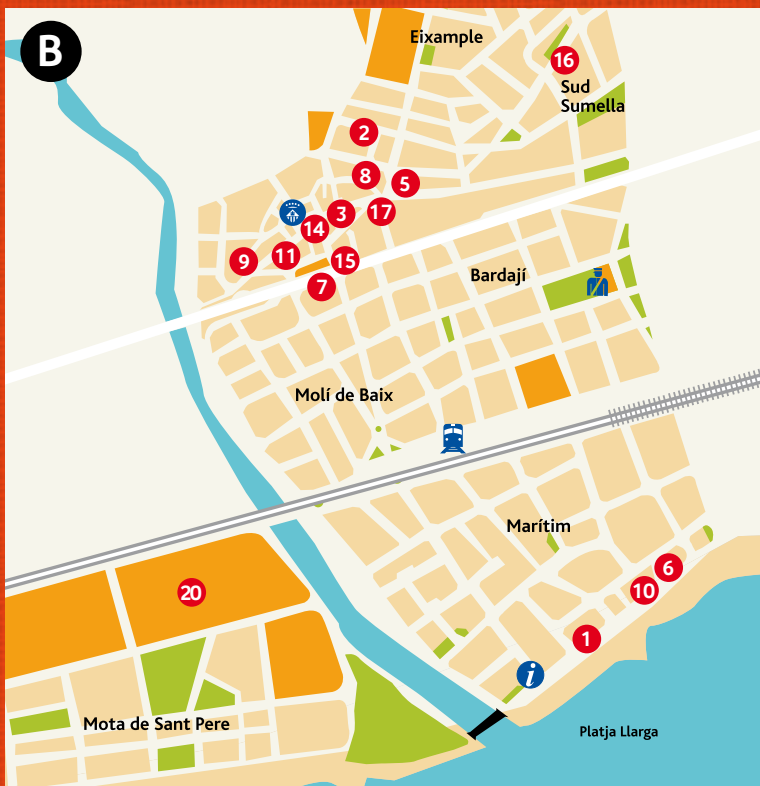 B
Eixample
16
Sud
Sumella
2
8
5
3
17
14
9
11
15
7
Bardají
Molí de Baix
Marítim
20
6
10
1
i
Mota de Sant Pere
Platja Llarga